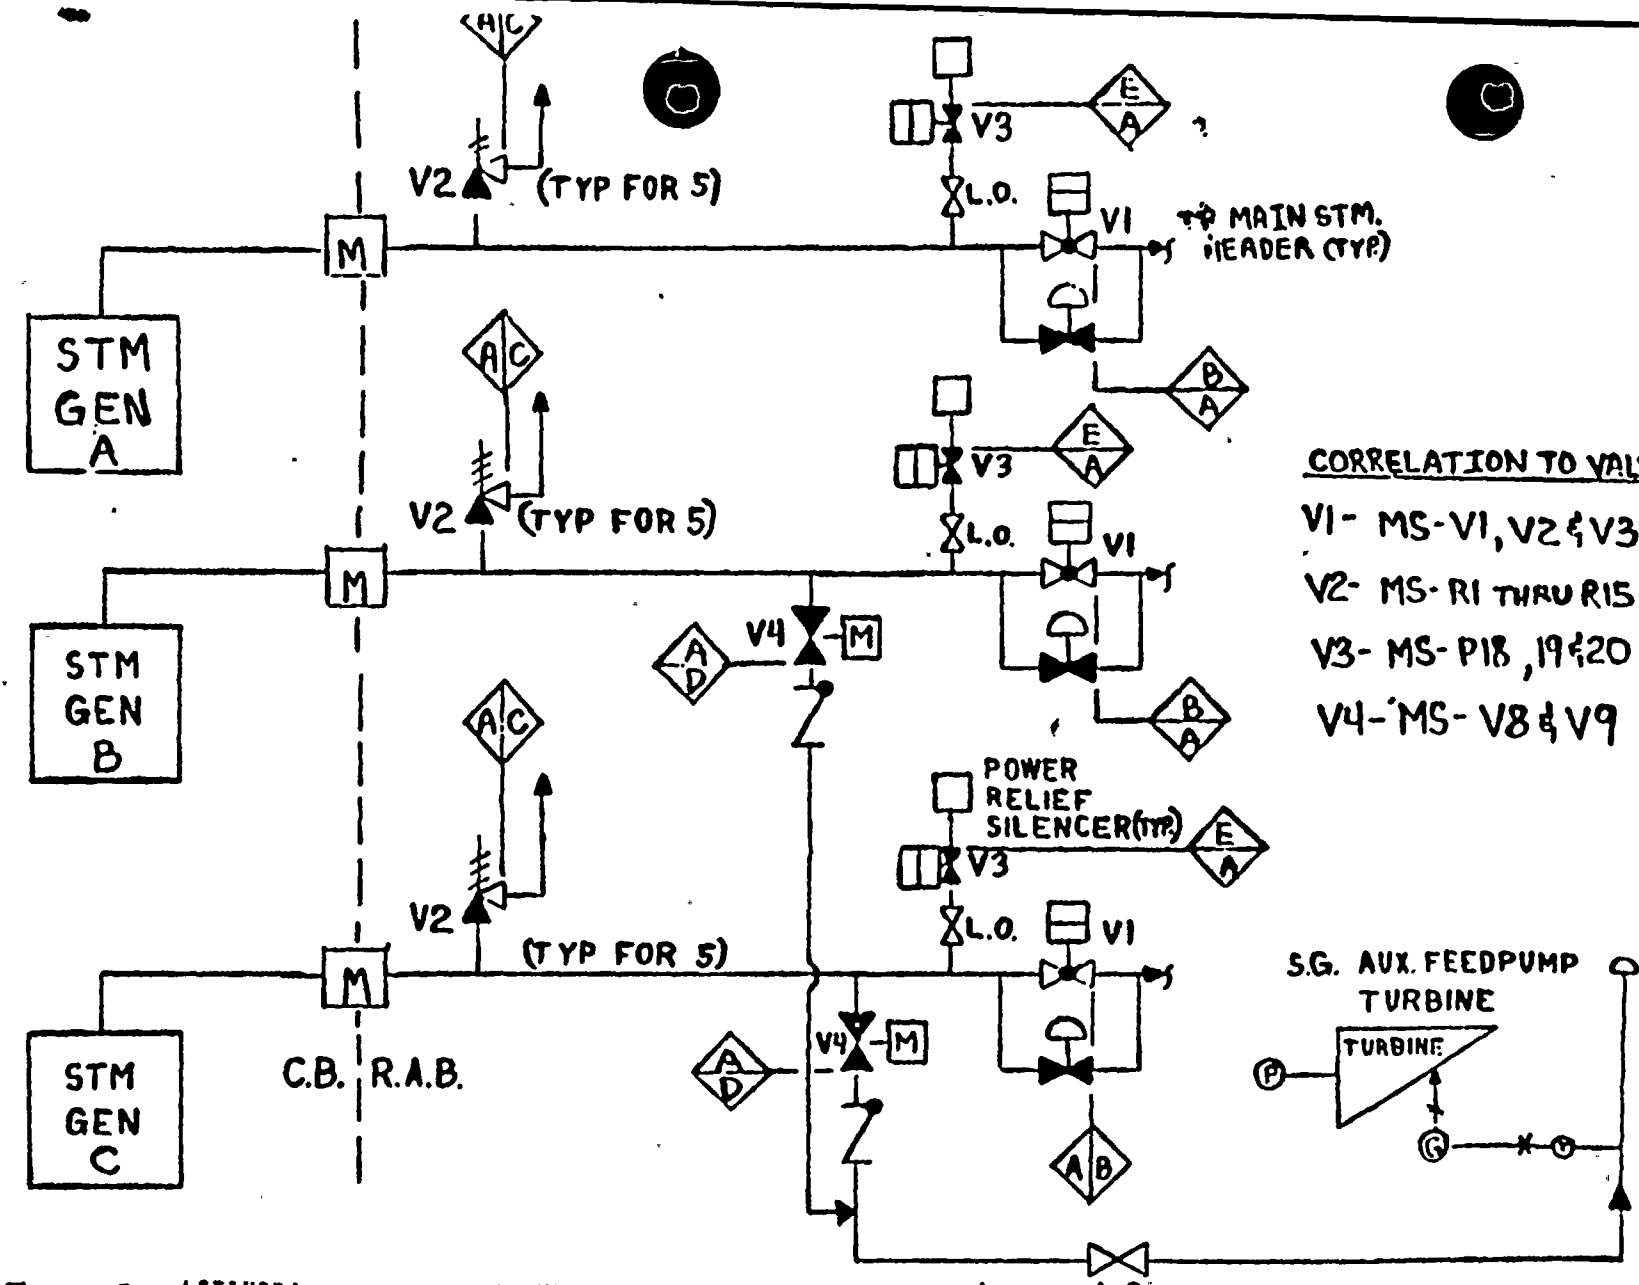 A C
E
A
V3
V2
(TYP FOR 5)
L.O.
V1
MAIN STM.
HEADER (TYP.)
M
STM
GEN
A
A C
B
A
E
A
V3
CORRELATION TO
V2
(TYP FOR 5)
L.O.
V1
V1- MS-V1, V2 & V3
M
V2- MS-R1 THRU R15
STM
GEN
B
A
D
V4
M
V3- MS-P18, 19 & 20
B
A
V4- MS- V8 & V9
A C
POWER
RELIEF
SILENCER (TYP.)
E
A
V3
V2
(TYP FOR 5)
L.O.
V1
M
S.G. AUX. FEEDPUMP
TURBINE
STM
GEN
C
C.B. R.A.B.
A
D
V4
M
TURBINE
P
G
A B